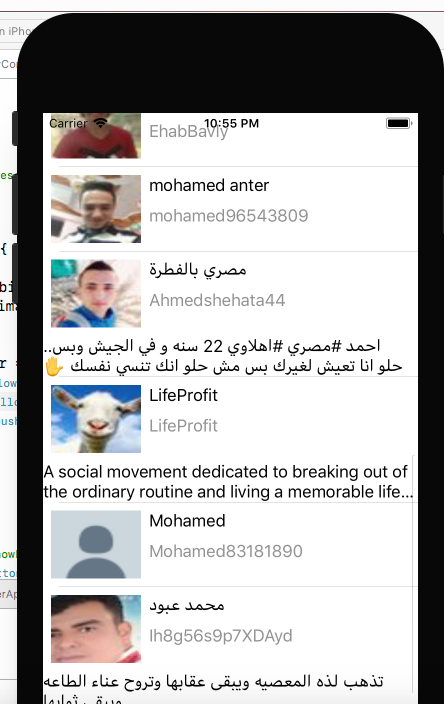 n iPho
Carrier
10:55 PM
EhabBavly
mohamed anter
mohamed96543809
مصري بالفطرة
Ahmedshehata44
احمد #مصري #اهلاوي 22 سنه و في الجيش وبس..
حلو انا تعيش لغيرك بس مش حلو انك تنسي نفسك ✋
LifeProfit
LifeProfit
A social movement dedicated to breaking out of
the ordinary routine and living a memorable life...
Mohamed
Mohamed83181890
محمد عبود
Ih8g56s9p7XDAyd
تذهب لذه المعصيه ويبقى عقابها وتروح عناء الطاعه
ويبقى ثوابها